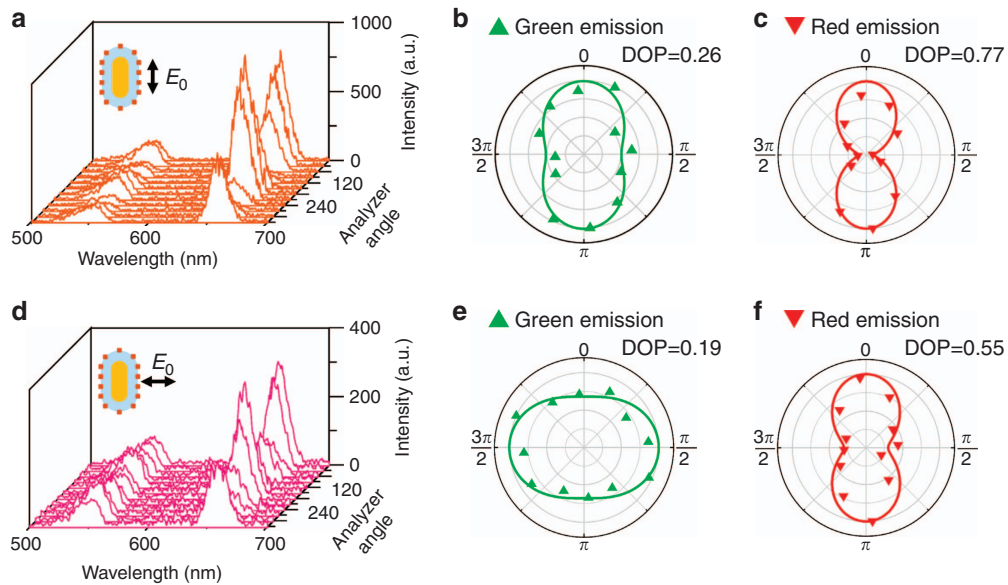 a
E₀
1000
500
0
Intensity (a.u.)
120
240
Analyzer
angle
500
600
700
Wavelength (nm)
b
▲ Green emission
DOP=0.26
0
3π
2
π
2
π
c
▼ Red emission
DOP=0.77
0
3π
2
π
2
π
d
E₀
400
200
0
Intensity (a.u.)
120
240
Analyzer
angle
500
600
700
Wavelength (nm)
e
▲ Green emission
DOP=0.19
0
3π
2
π
2
π
f
▼ Red emission
DOP=0.55
0
3π
2
π
2
π